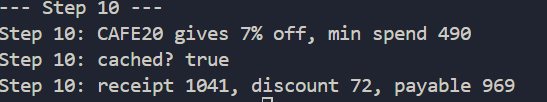 --- Step 10 ---
Step 10: CAFE20 gives 7% off, min spend 490
Step 10: cached? true
Step 10: receipt 1041, discount 72, payable 969